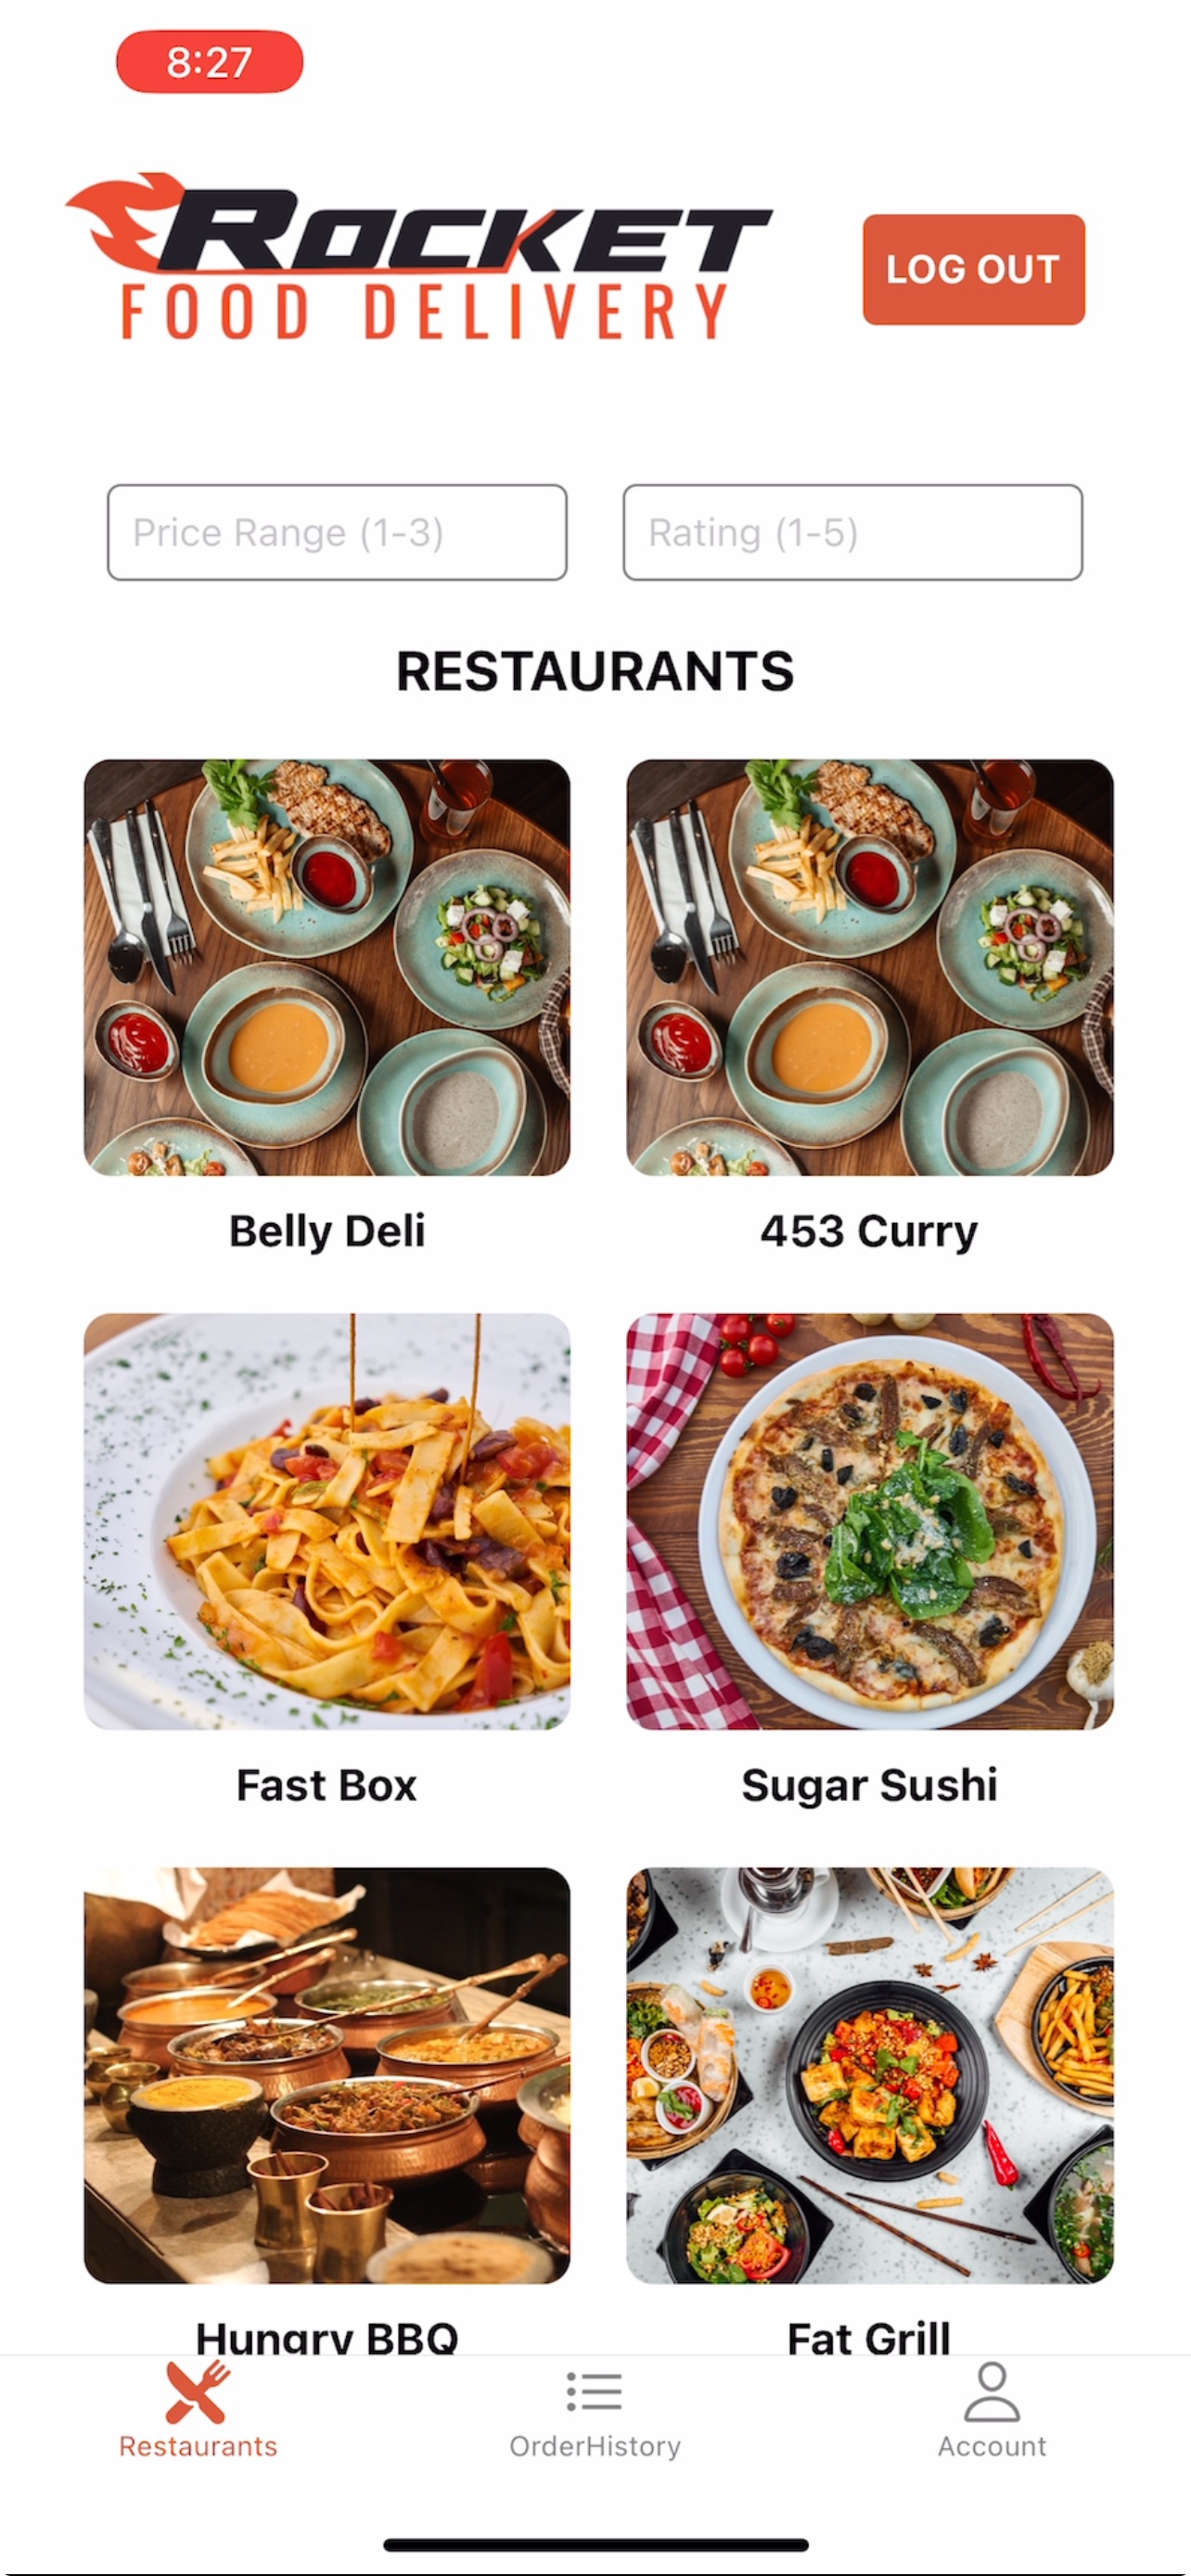 8:27
ROCKET
FOOD DELIVERY
LOG OUT
Price Range (1-3)
Rating (1-5)
RESTAURANTS
Belly Deli
453 Curry
Fast Box
Sugar Sushi
Hungry BBQ
Fat Grill
Restaurants
OrderHistory
Account